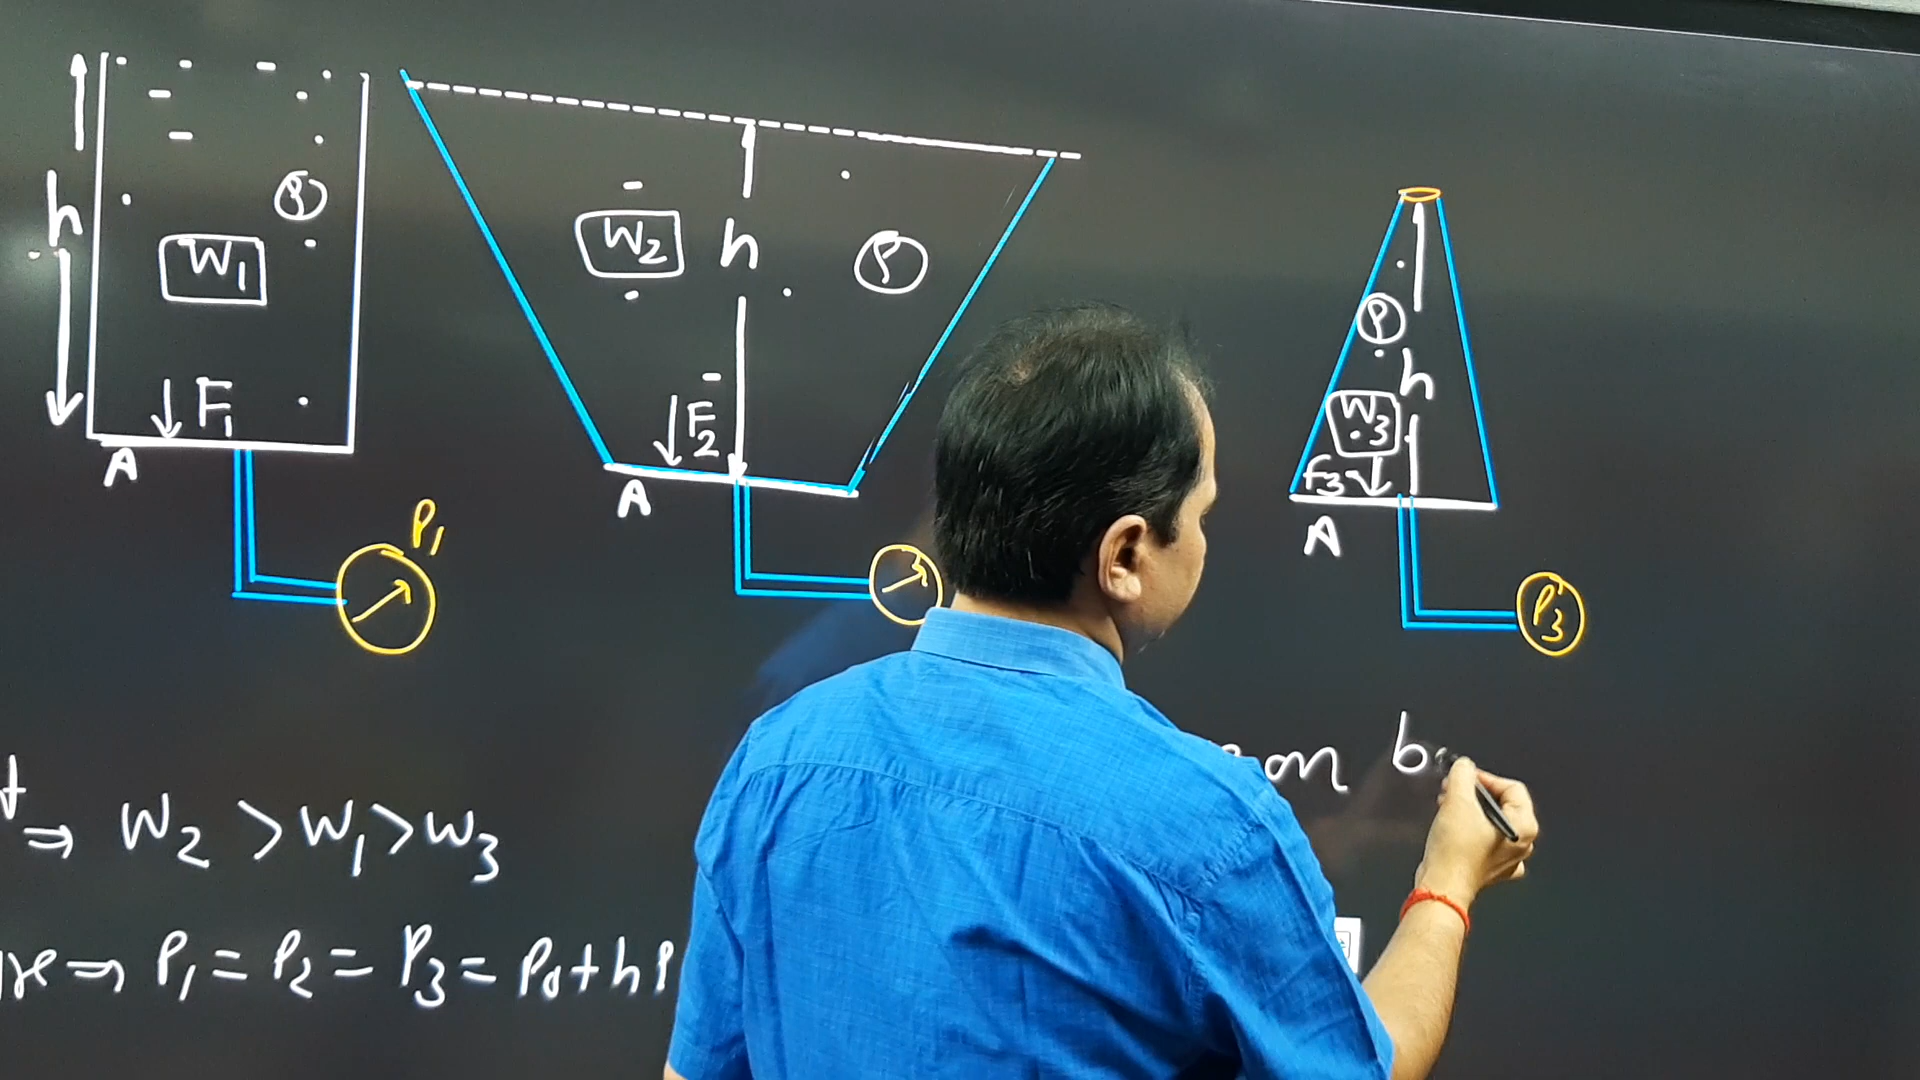 h
W₁
ρ
F₁
A
P₁
W₂
h
ρ
F₂
A
ρ
h
W₃
F₃
A
P₃
on
⇒ W₂ > W₁ > W₃
⇒ P₁ = P₂ = P₃ = P₀ + hρ